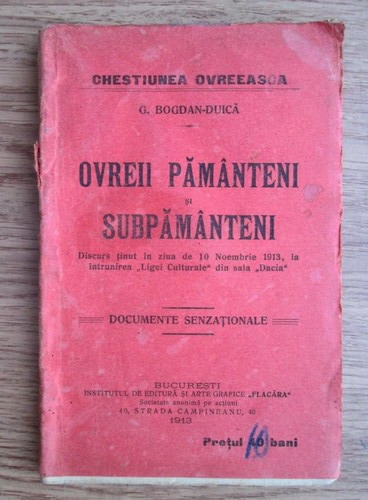 CHESTIUNEA OVREEASCA
G. BOGDAN-DUICĂ
OVREII PĂMÂNTENI
ŞI
SUBPĂMÂNTENI
Discurs ţinut în ziua de 10 Noembrie 1913, la
întrunirea „Ligei Culturale“ din sala „Dacia“
DOCUMENTE SENZAŢIONALE
BUCUREŞTI
INSTITUTUL DE EDITURĂ ŞI ARTE GRAFICE „FLACĂRA“
Societate anonimă pe acţiuni
40, STRADA CAMPINEANU, 40
1913
Preţul 40 bani
10